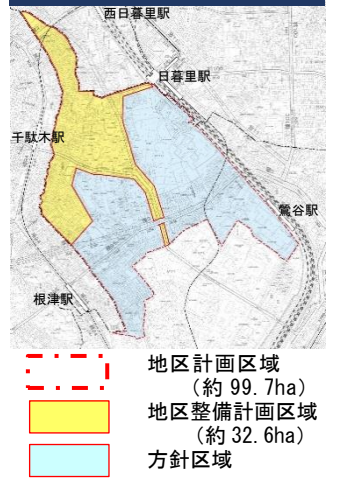 西日暮里駅
日暮里駅
千駄木駅
鶯谷駅
根津駅
地区計画区域
（約 99.7ha）
地区整備計画区域
（約 32.6ha）
方針区域